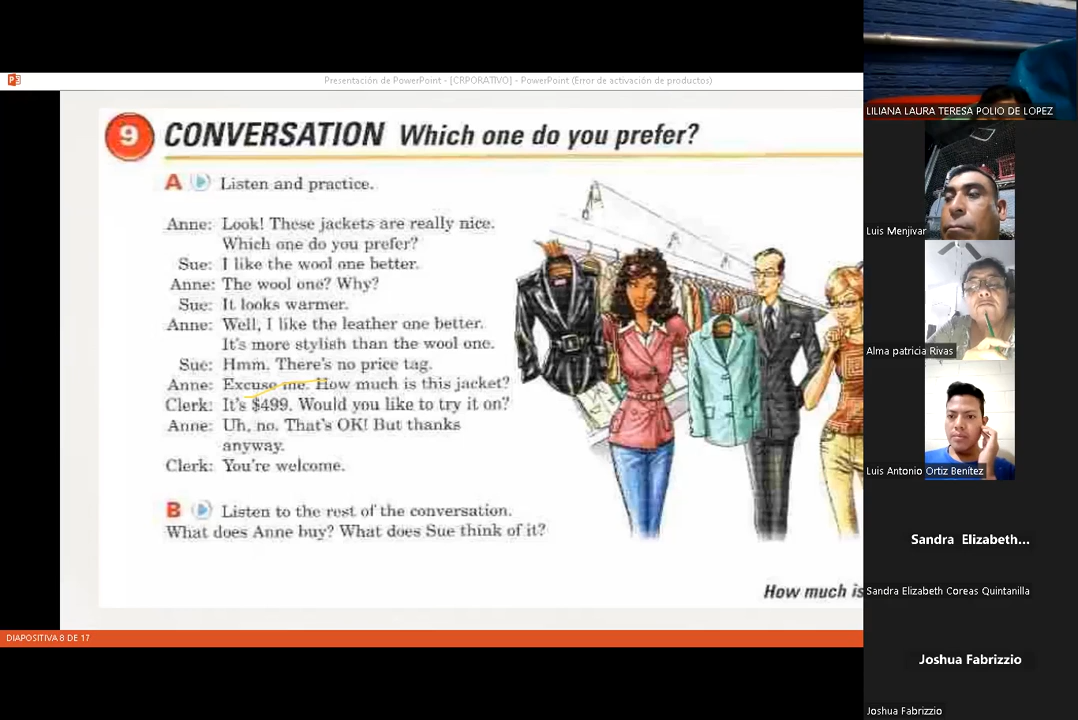 Presentación de PowerPoint - [CRPORATIVO] - PowerPoint (Error de activación de productos)
9 CONVERSATION Which one do you prefer?
A Listen and practice.
Anne: Look! These jackets are really nice.
Which one do you prefer?
Sue: I like the wool one better.
Anne: The wool one? Why?
Sue: It looks warmer.
Anne: Well, I like the leather one better.
It's more stylish than the wool one.
Sue: Hmm. There's no price tag.
Anne: Excuse me. How much is this jacket?
Clerk: It's $499. Would you like to try it on?
Anne: Uh, no. That's OK! But thanks
anyway.
Clerk: You're welcome.
B Listen to the rest of the conversation.
What does Anne buy? What does Sue think of it?
How much is
DIAPOSITIVA 8 DE 17
LILIANA LAURA TERESA POLIO DE LOPEZ
Luis Menjivar
Alma patricia Rivas
Luis Antonio Ortiz Benítez
Sandra Elizabeth...
Sandra Elizabeth Coreas Quintanilla
Joshua Fabrizzio
Joshua Fabrizzio